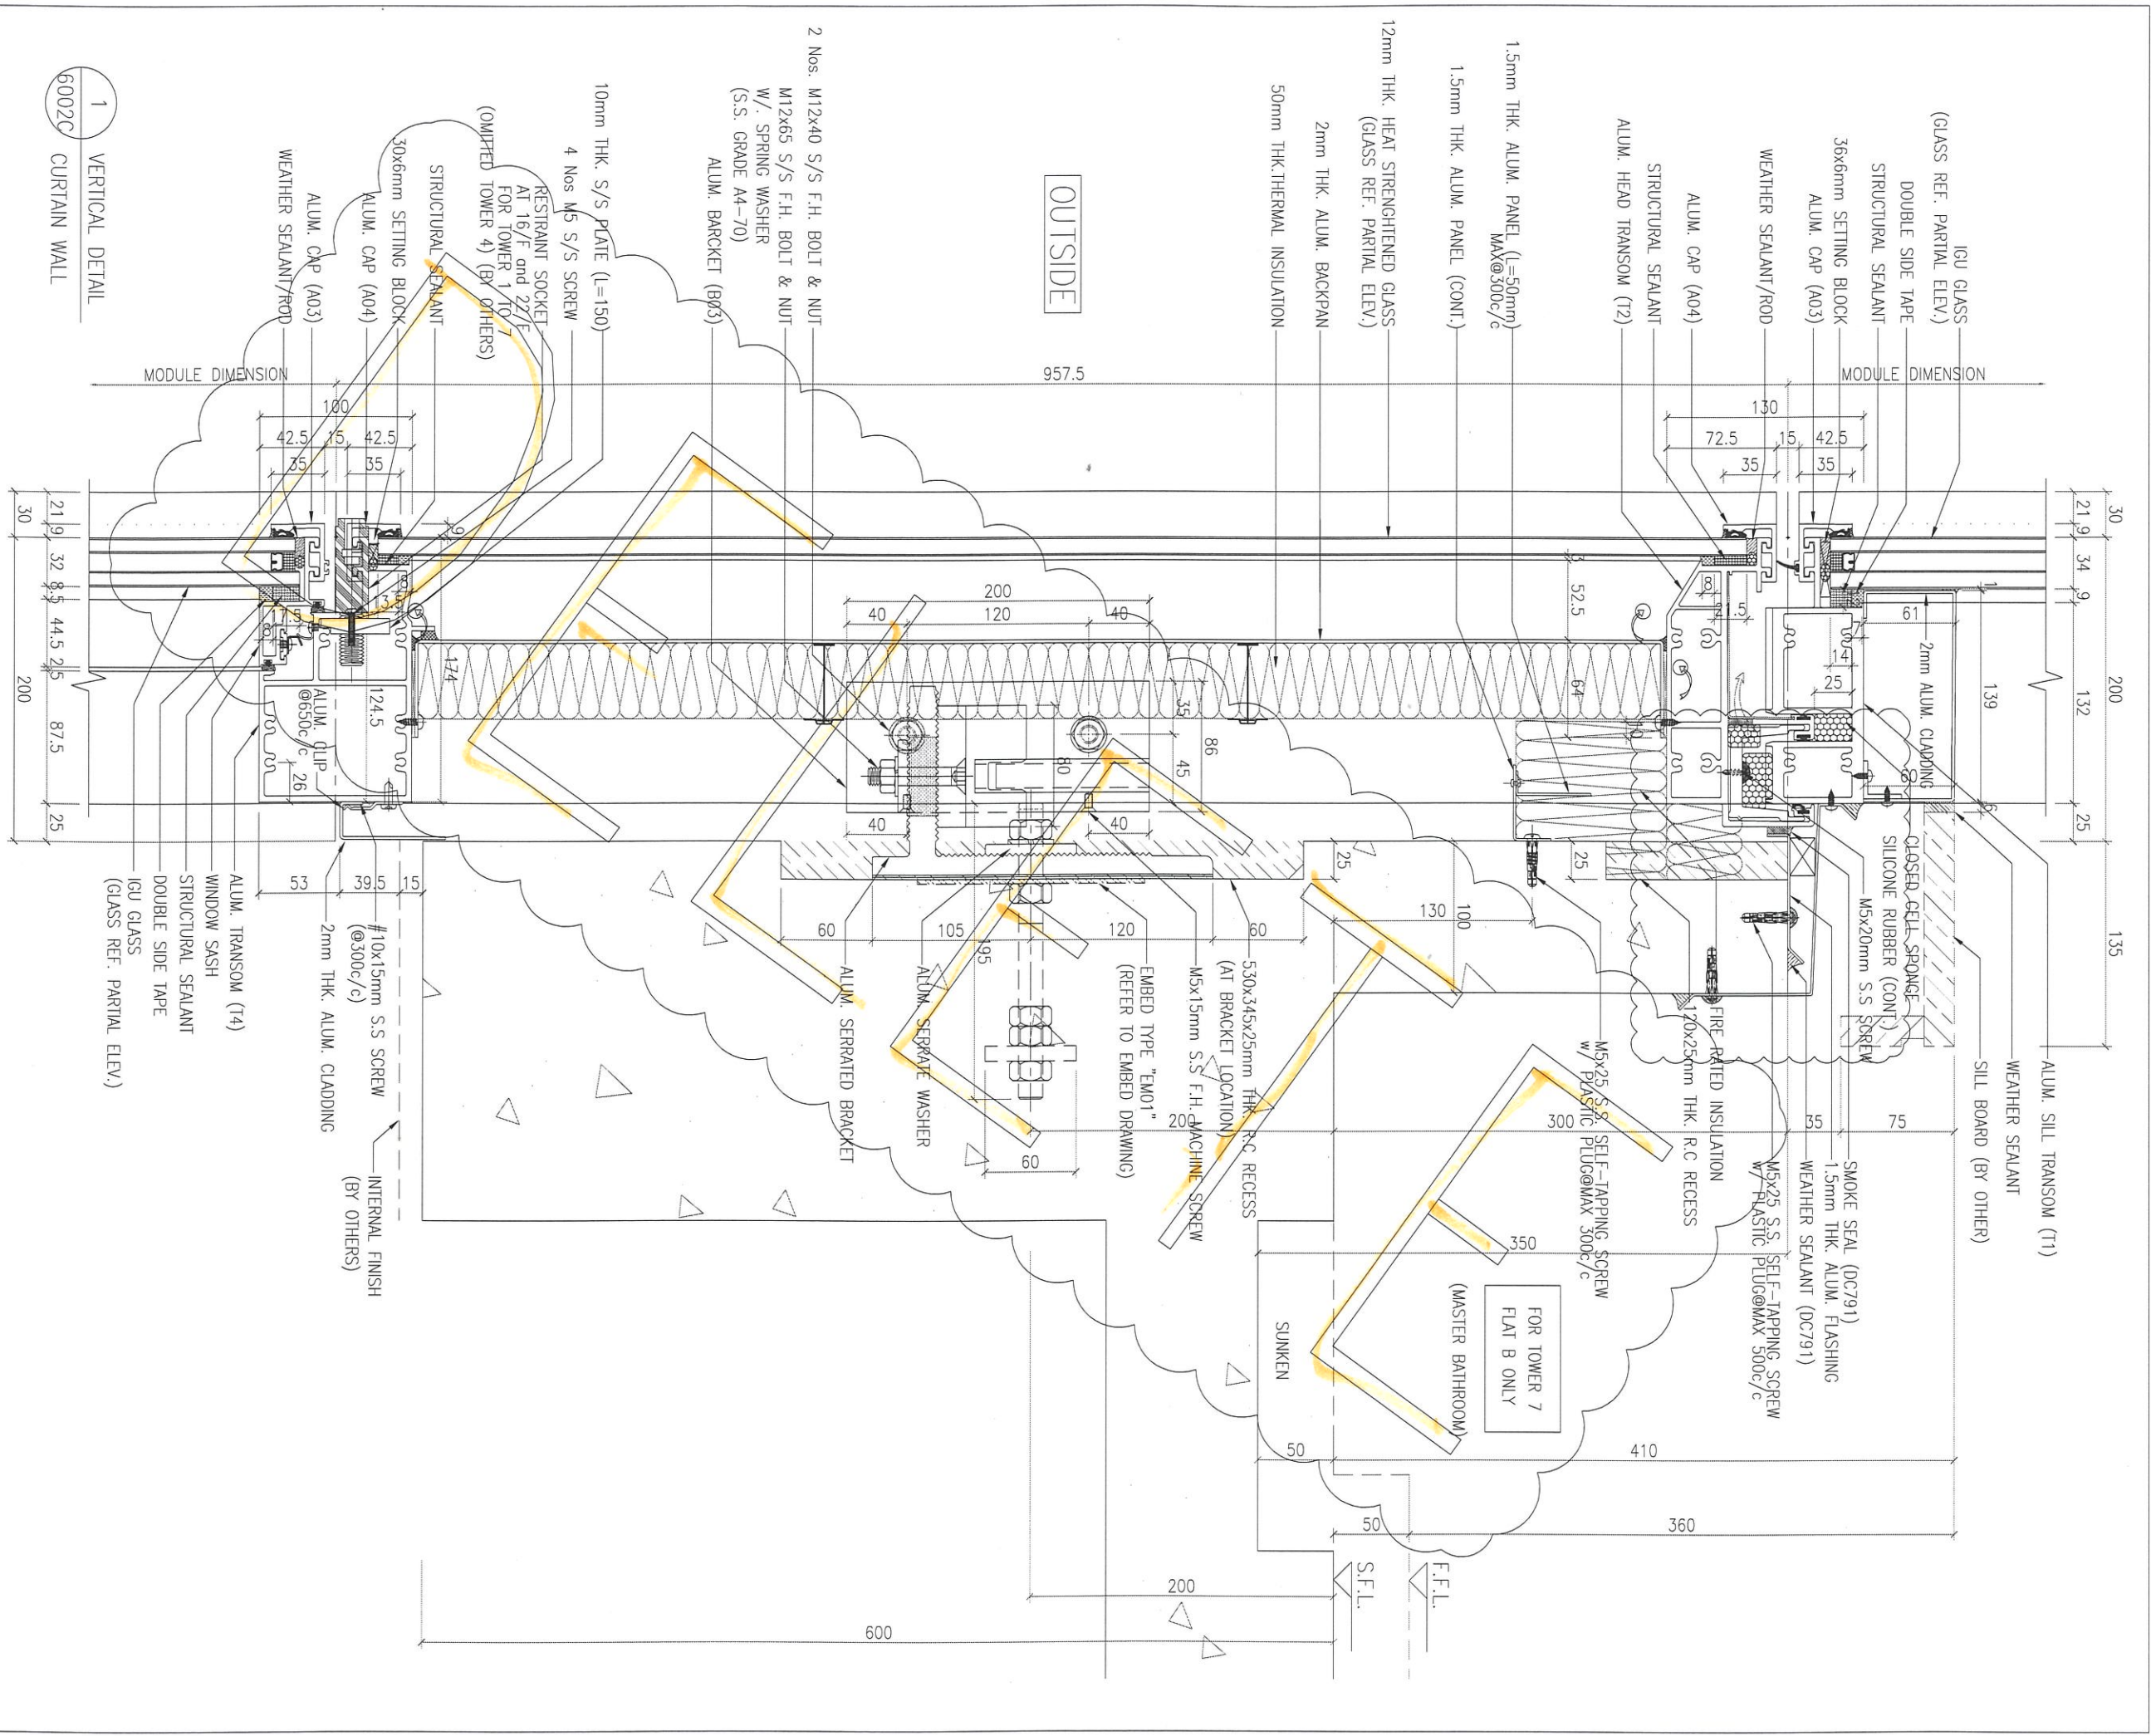 IGU GLASS
(GLASS REF. PARTIAL ELEV.)
DOUBLE SIDE TAPE
STRUCTURAL SEALANT
36x6mm SETTING BLOCK
ALUM. CAP (A03)
WEATHER SEALANT/ROD
ALUM. CAP (A04)
STRUCTURAL SEALANT
ALUM. HEAD TRANSOM (T2)
1.5mm THK. ALUM. PANEL (L=50mm)
MAX@300c/c
1.5mm THK. ALUM. PANEL (CONT.)
12mm THK. HEAT STRENGHTENED GLASS
(GLASS REF. PARTIAL ELEV.)
2mm THK. ALUM. BACKPAN
50mm THK.THERMAL INSULATION
OUTSIDE
2 Nos. M12x40 S/S F.H. BOLT & NUT
M12x65 S/S F.H. BOLT & NUT
W/. SPRING WASHER
(S.S. GRADE A4-70)
ALUM. BARCKET (B03)
10mm THK. S/S PLATE (L=150)
4 Nos M5 S/S SCREW
RESTRAINT SOCKET
AT 16/F and 22/F
FOR TOWER 1 TO 7
(OMITTED TOWER 4) (BY OTHERS)
STRUCTURAL SEALANT
30x6mm SETTING BLOCK
ALUM. CAP (A04)
ALUM. CAP (A03)
WEATHER SEALANT/ROD
MODULE DIMENSION
957.5
MODULE DIMENSION
130
72.5 15 42.5
35 35
100
42.5 15 42.5
35 35
30
21 9 34 9
200
132 25
135
1 139 6
61
2mm ALUM. CLADDING
7
14
25
60
8
21.5
3
52.5
64
10
200
40 120 40
35
86
45
80
40 40
174
124.5
9
8
13.5
7.5
8
26
ALUM. CLIP
@650c/c
30
21 9 32 8.5 44.5 2.5 87.5 25
200
53 39.5 15
25
25
100
130
60 105 120 60
195
60
200 300 35 75
350
50 410
50 360
200
600
ALUM. SILL TRANSOM (T1)
WEATHER SEALANT
SILL BOARD (BY OTHER)
CLOSED CELL SPONGE
SILICONE RUBBER (CONT)
M5x20mm S.S SCREW
SMOKE SEAL (DC791)
1.5mm THK. ALUM. FLASHING
WEATHER SEALANT (DC791)
M5x25 S.S. SELF-TAPPING SCREW
w/ PLASTIC PLUG@MAX 500c/c
FIRE RATED INSULATION
120x25mm THK. R.C RECESS
M5x25 S.S SELF-TAPPING SCREW
w/ PLASTIC PLUG@MAX 300c/c
530x345x25mm THK. R.C RECESS
(AT BRACKET LOCATION)
M5x15mm S.S F.H. MACHINE SCREW
EMBED TYPE "EM01"
(REFER TO EMBED DRAWING)
ALUM. SERRATE WASHER
ALUM. SERRATED BRACKET
FOR TOWER 7
FLAT B ONLY
(MASTER BATHROOM)
SUNKEN
F.F.L.
S.F.L.
INTERNAL FINISH
(BY OTHERS)
#10x15mm S.S SCREW
(@300c/c)
2mm THK. ALUM. CLADDING
ALUM. TRANSOM (T4)
WINDOW SASH
STRUCTURAL SEALANT
DOUBLE SIDE TAPE
IGU GLASS
(GLASS REF. PARTIAL ELEV.)
DELETE
1
6002C
VERTICAL DETAIL
CURTAIN WALL